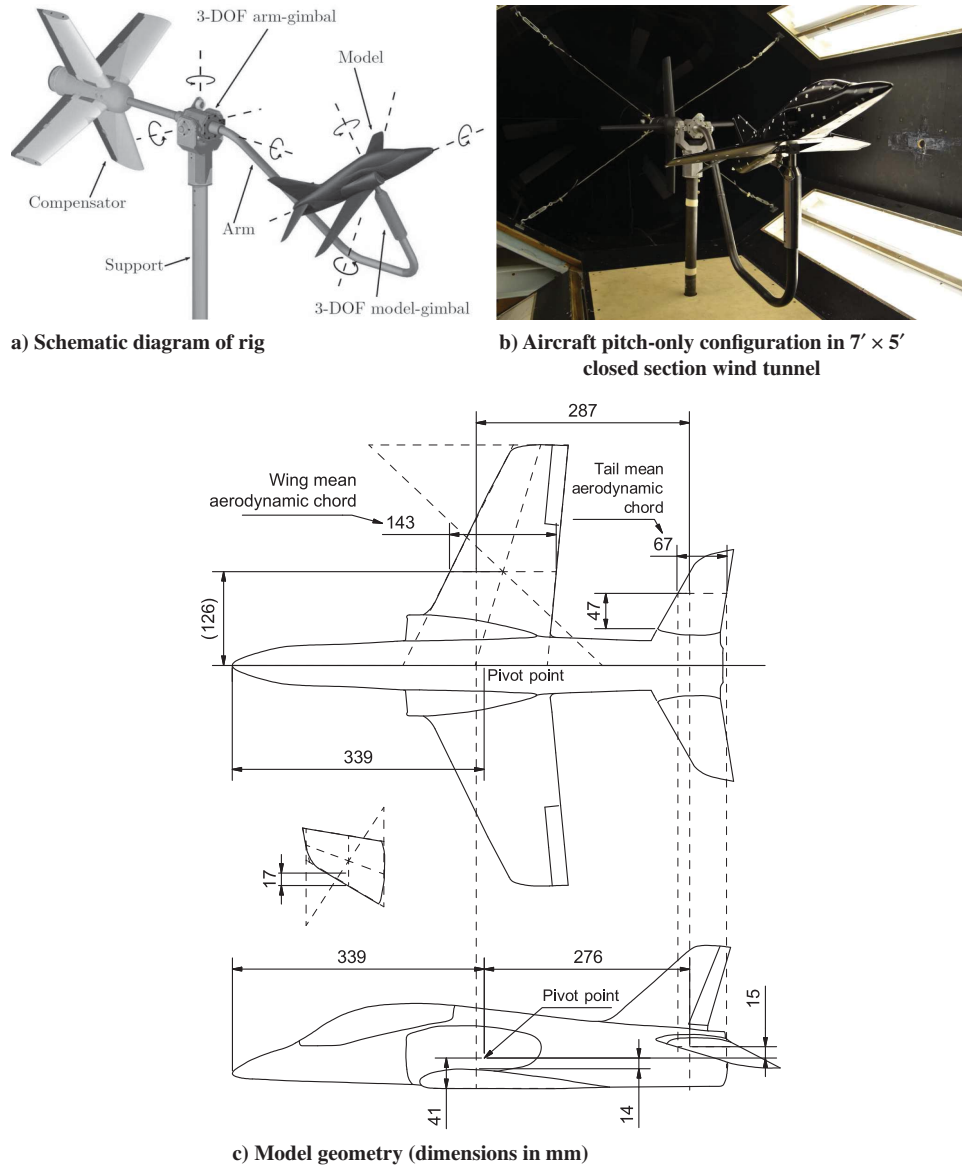 3-DOF arm-gimbal
Model
Compensator
Arm
Support
3-DOF model-gimbal
a) Schematic diagram of rig
b) Aircraft pitch-only configuration in 7′ × 5′
closed section wind tunnel
287
Wing mean
aerodynamic chord
143
Tail mean
aerodynamic
chord
67
(126)
47
Pivot point
339
17
339
276
Pivot point
15
41
14
c) Model geometry (dimensions in mm)